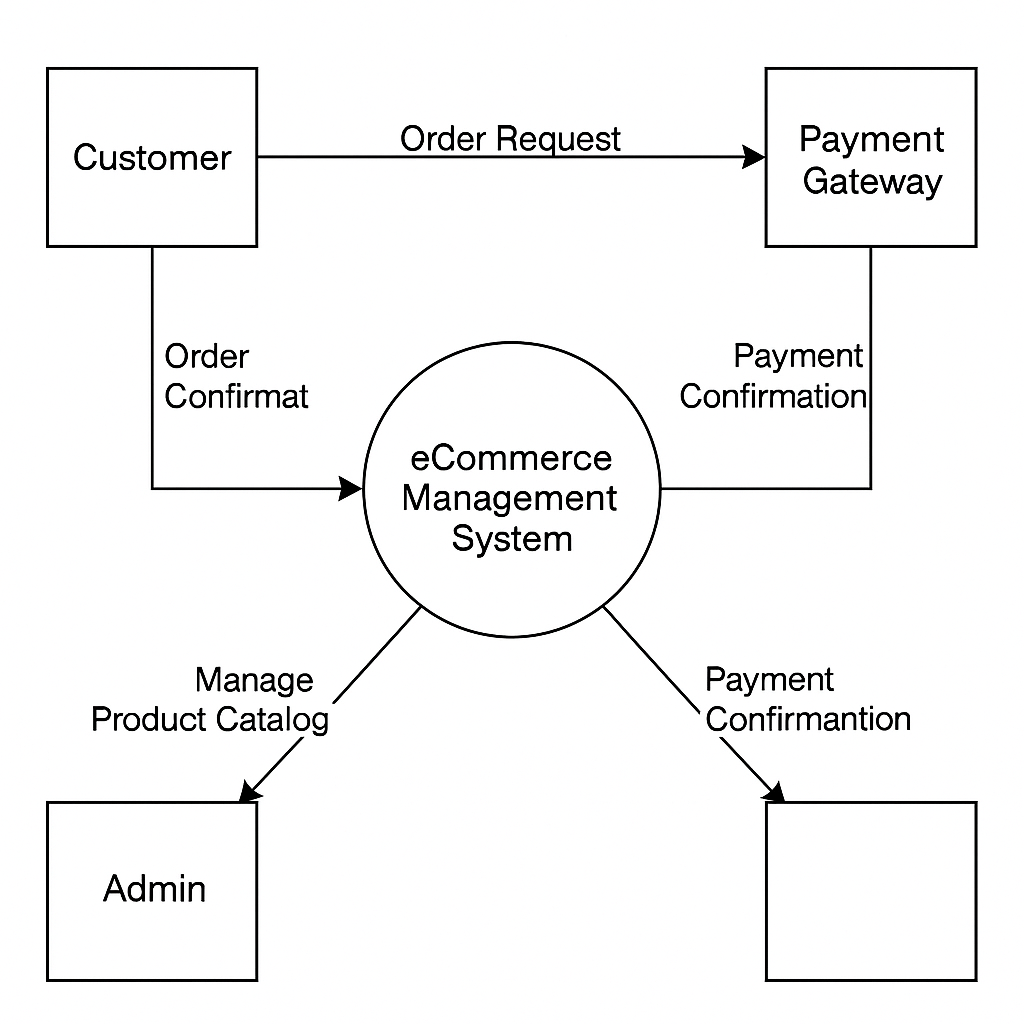 Customer
Order Request
Payment
Gateway
Order
Confirmat
Payment
Confirmation
eCommerce
Management
System
Manage
Product Catalog
Payment
Confirmantion
Admin